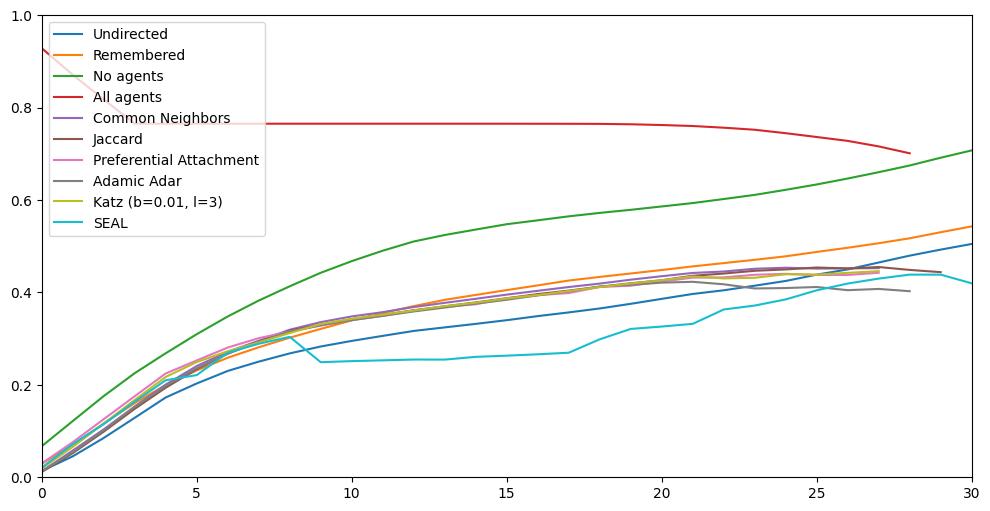 1.0
0.8
0.6
0.4
0.2
0.0
Undirected
Remembered
No agents
All agents
Common Neighbors
Jaccard
Preferential Attachment
Adamic Adar
Katz (b=0.01, l=3)
SEAL
0 5 10 15 20 25 30